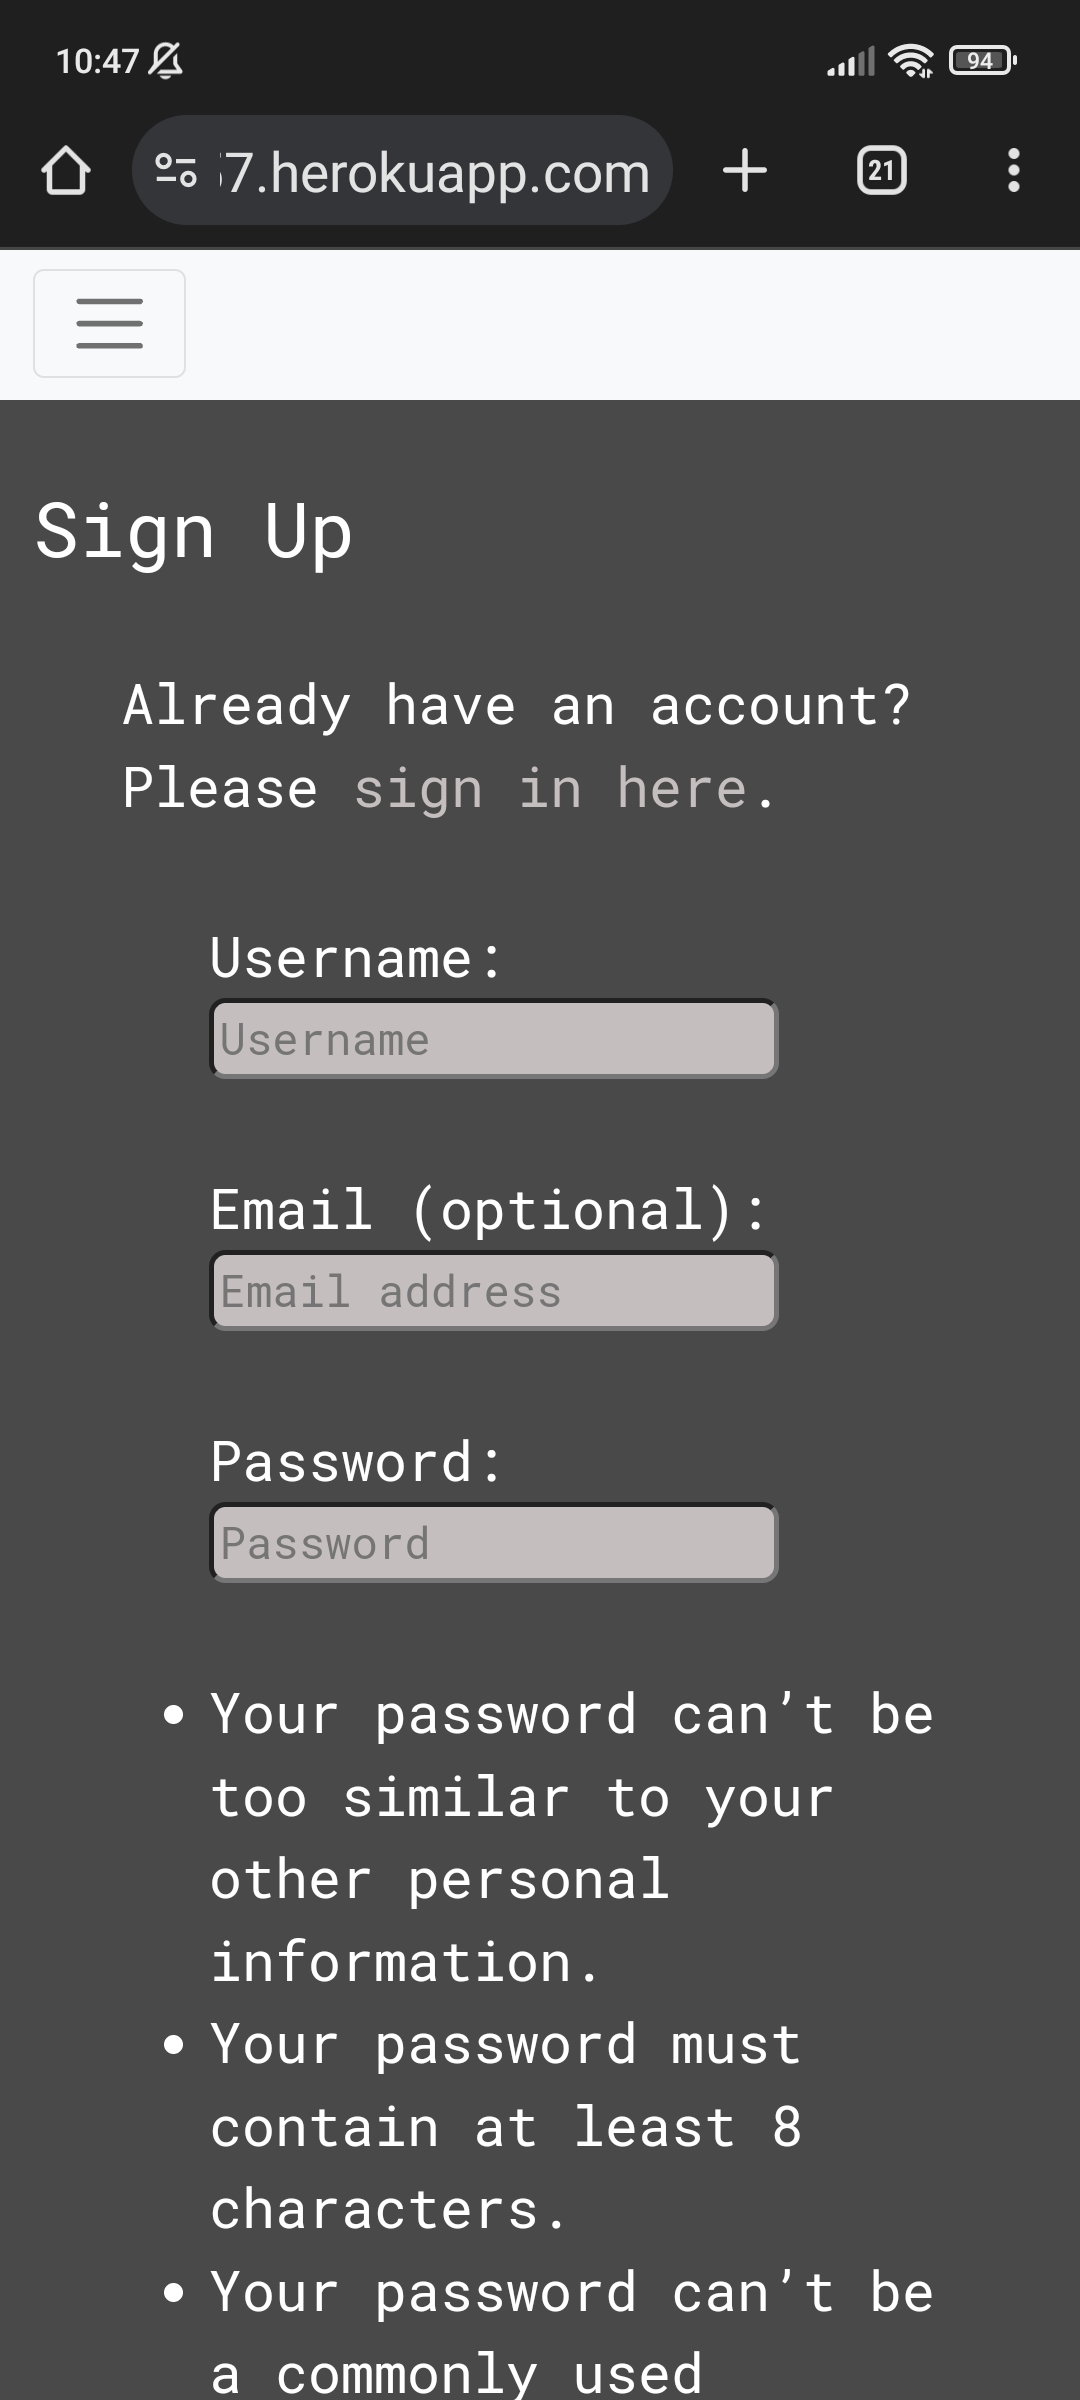 10:47
94
7.herokuapp.com
21
Sign Up
Already have an account?
Please sign in here.
Username:
Username
Email (optional):
Email address
Password:
Password
• Your password can’t be
too similar to your
other personal
information.
• Your password must
contain at least 8
characters.
• Your password can’t be
a commonly used